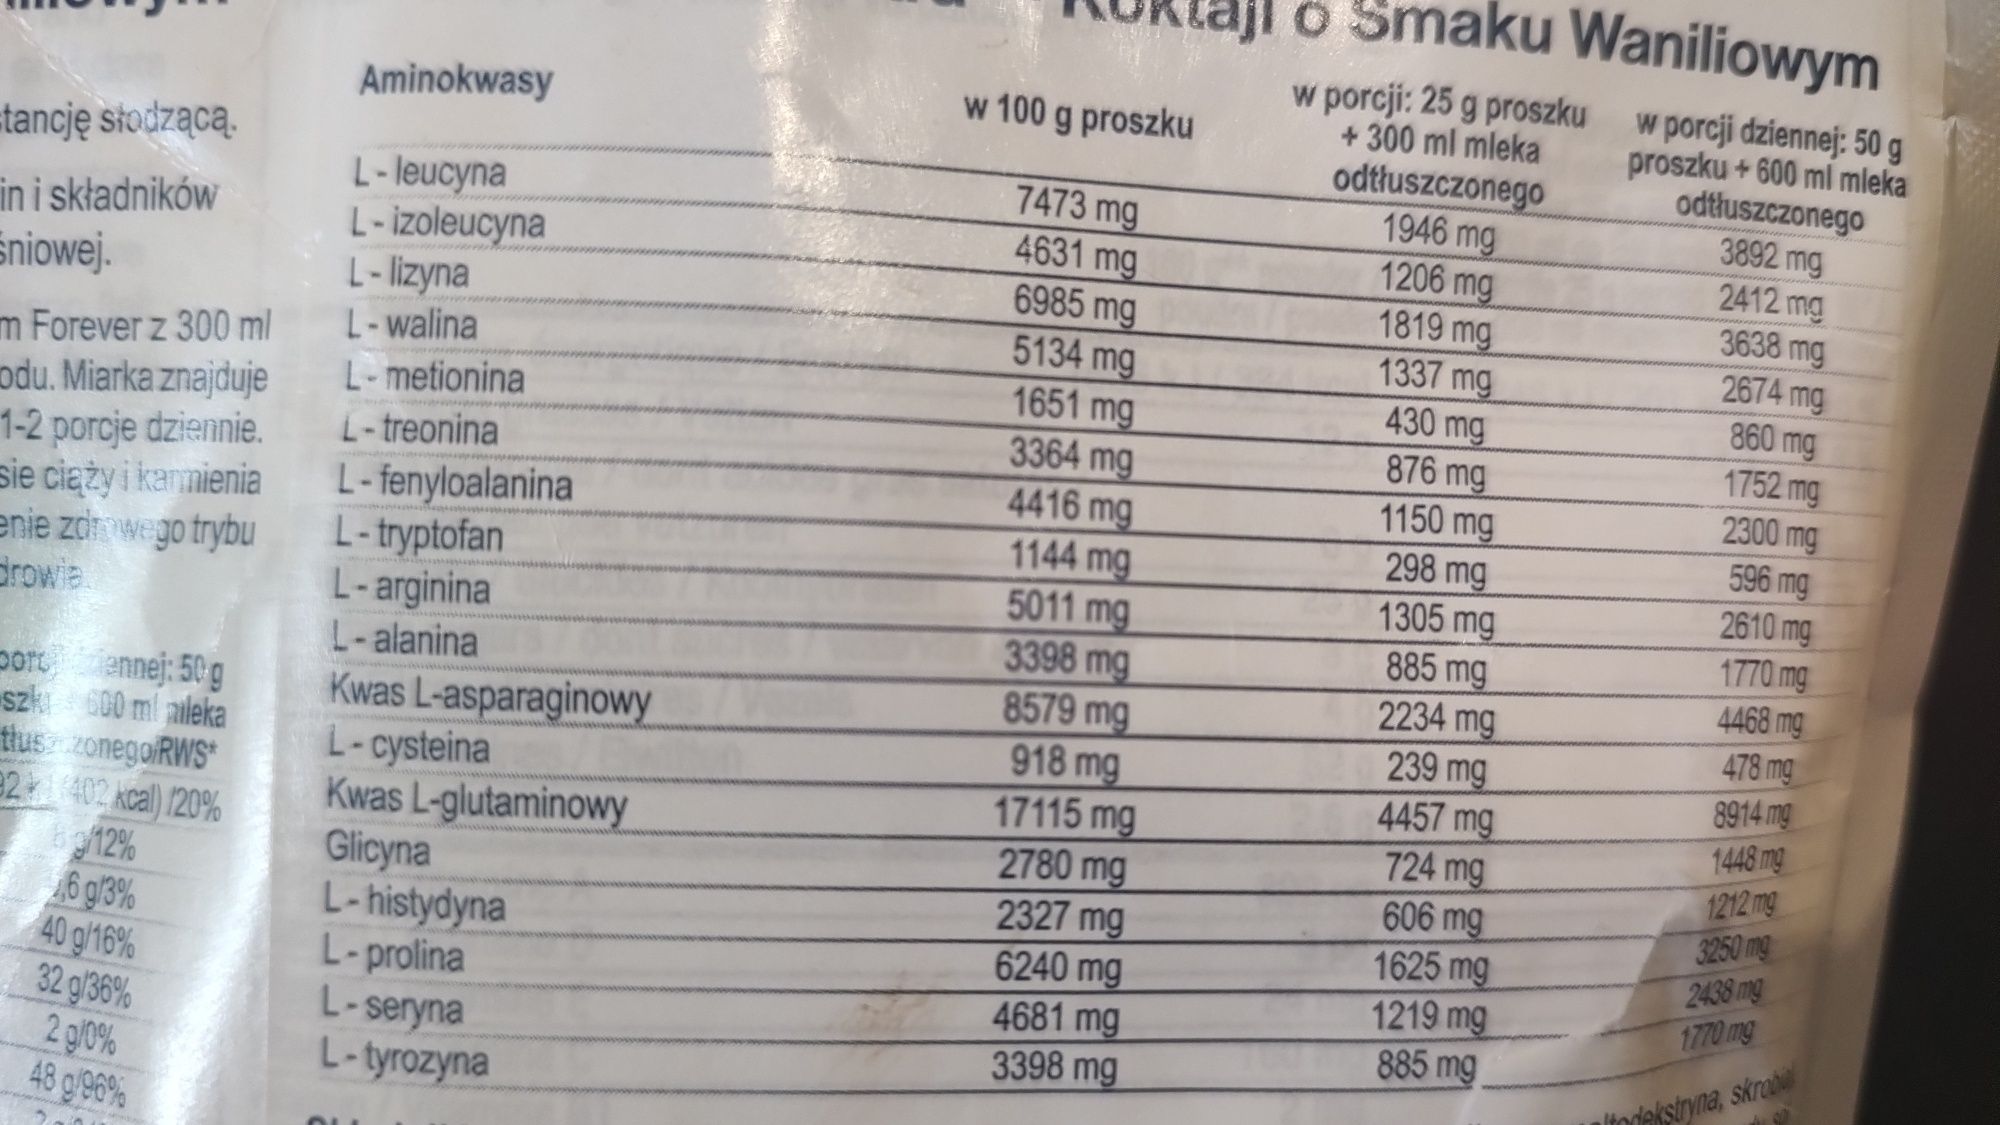 Koktajl o Smaku Waniliowym
stancję słodzącą.
in i składników
śniowej.
m Forever z 300 ml
odu. Miarka znajduje
1-2 porcje dziennie.
sie ciąży i karmienia
enie zdrowego trybu
drowia.
50 g
600 ml mleka
RWS*
(402 kcal) /20%
6 g/12%
,6 g/3%
40 g/16%
32 g/36%
2 g/0%
48 g/96%
Aminokwasy w 100 g proszku w porcji: 25 g proszku + 300 ml mleka odtłuszczonego w porcji dziennej: 50 g proszku + 600 ml mleka odtłuszczonego
L - leucyna 7473 mg 1946 mg 3892 mg
L - izoleucyna 4631 mg 1206 mg 2412 mg
L - lizyna 6985 mg 1819 mg 3638 mg
L - walina 5134 mg 1337 mg 2674 mg
L - metionina 1651 mg 430 mg 860 mg
L - treonina 3364 mg 876 mg 1752 mg
L - fenyloalanina 4416 mg 1150 mg 2300 mg
L - tryptofan 1144 mg 298 mg 596 mg
L - arginina 5011 mg 1305 mg 2610 mg
L - alanina 3398 mg 885 mg 1770 mg
Kwas L-asparaginowy 8579 mg 2234 mg 4468 mg
L - cysteina 918 mg 239 mg 478 mg
Kwas L-glutaminowy 17115 mg 4457 mg 8914 mg
Glicyna 2780 mg 724 mg 1448 mg
L - histydyna 2327 mg 606 mg 1212 mg
L - prolina 6240 mg 1625 mg 3250 mg
L - seryna 4681 mg 1219 mg 2438 mg
L - tyrozyna 3398 mg 885 mg 1770 mg